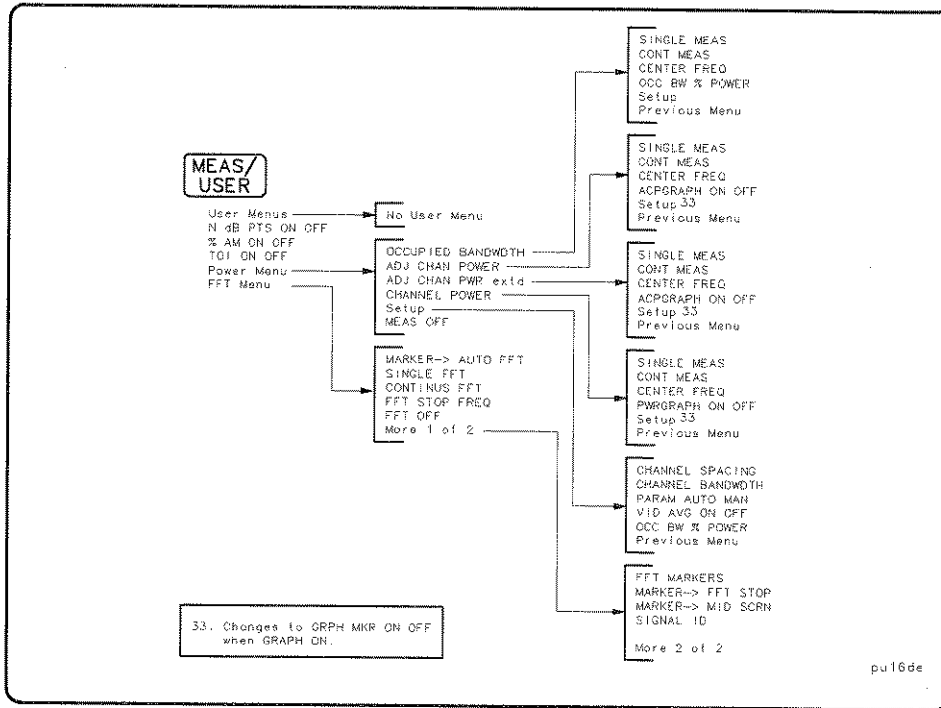 MEAS/
USER
User Menus
N dB PTS ON OFF
% AM ON OFF
TOI ON OFF
Power Menu
FFT Menu
No User Menu
OCCUPIED BANDWDTH
ADJ CHAN POWER
ADJ CHAN PWR extd
CHANNEL POWER
Setup
MEAS OFF
MARKER-> AUTO FFT
SINGLE FFT
CONTINUS FFT
FFT STOP FREQ
FFT OFF
More 1 of 2
SINGLE MEAS
CONT MEAS
CENTER FREQ
OCC BW % POWER
Setup
Previous Menu
SINGLE MEAS
CONT MEAS
CENTER FREQ
ACPGRAPH ON OFF
Setup 33
Previous Menu
SINGLE MEAS
CONT MEAS
CENTER FREQ
ACPGRAPH ON OFF
Setup 33
Previous Menu
SINGLE MEAS
CONT MEAS
CENTER FREQ
PWRGRAPH ON OFF
Setup 33
Previous Menu
CHANNEL SPACING
CHANNEL BANDWDTH
PARAM AUTO MAN
VID AVG ON OFF
OCC BW % POWER
Previous Menu
FFT MARKERS
MARKER-> FFT STOP
MARKER-> MID SCRN
SIGNAL ID
More 2 of 2
33. Changes to GRPH MKR ON OFF
when GRAPH ON.
pu16de